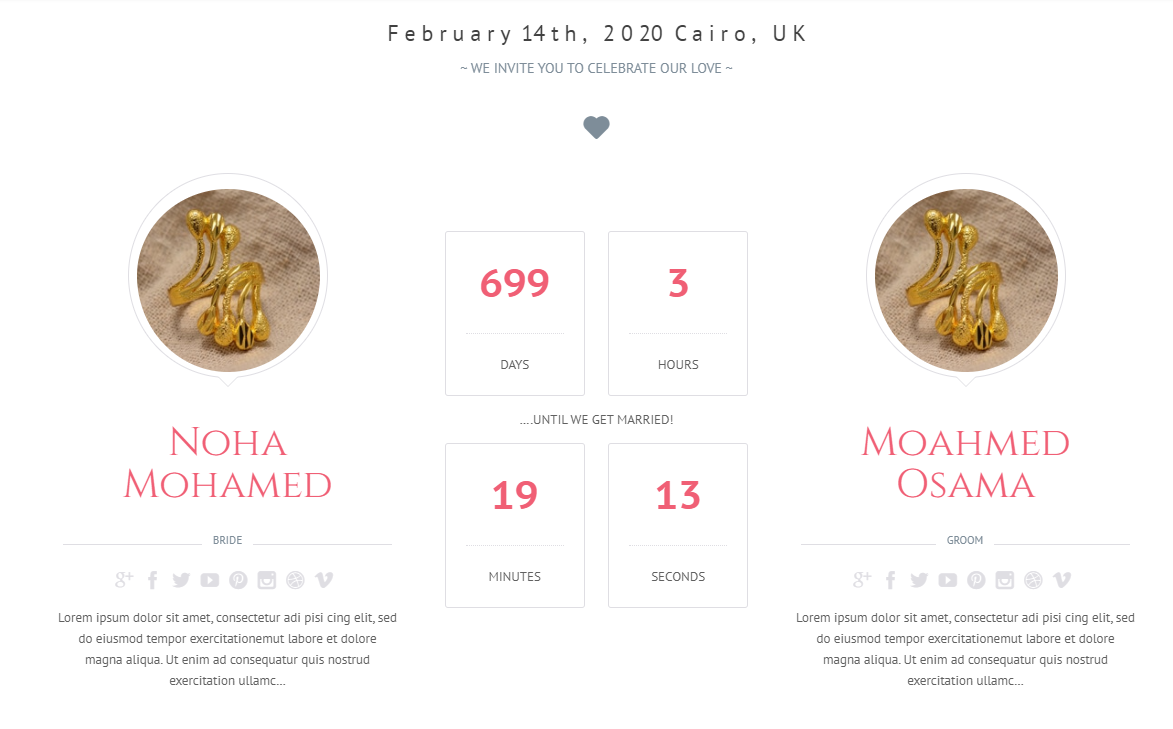 February 14th, 2020 Cairo, UK
~ WE INVITE YOU TO CELEBRATE OUR LOVE ~
Noha
Mohamed
BRIDE
Lorem ipsum dolor sit amet, consectetur adi pisi cing elit, sed
do eiusmod tempor exercitationemut labore et dolore
magna aliqua. Ut enim ad consequatur quis nostrud
exercitation ullamc...
699
DAYS
3
HOURS
....UNTIL WE GET MARRIED!
19
MINUTES
13
SECONDS
Moahmed
Osama
GROOM
Lorem ipsum dolor sit amet, consectetur adi pisi cing elit, sed
do eiusmod tempor exercitationemut labore et dolore
magna aliqua. Ut enim ad consequatur quis nostrud
exercitation ullamc...